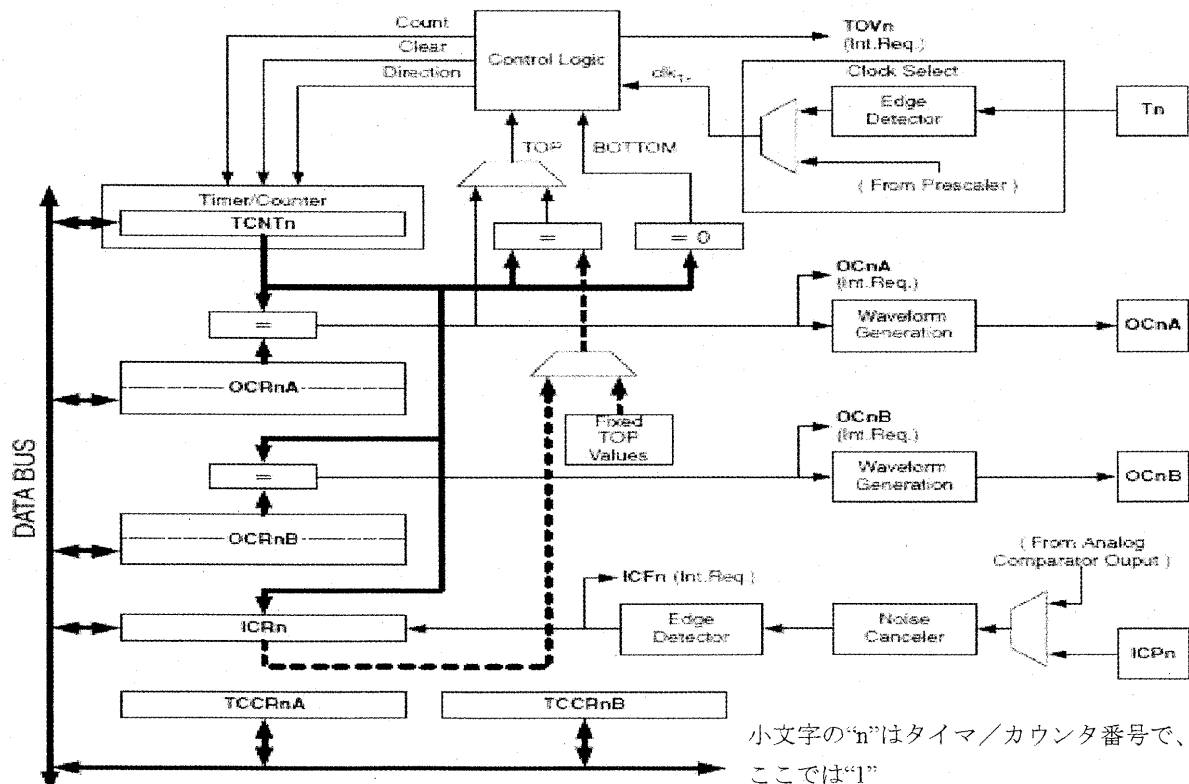 Count
Clear
Direction
Control Logic
TOVn
(Int.Req.)
Clock Select
Edge
Detector
Tn
( From Prescaler )
TOP
BOTTOM
Timer/Counter
TCNTn
=
= 0
=
OCRnA
OCnA
(Int.Req.)
Waveform
Generation
OCnA
Fixed
TOP
Values
=
OCRnB
OCnB
(Int.Req.)
Waveform
Generation
OCnB
DATA BUS
( From Analog
Comparator Ouput )
ICFn (Int.Req.)
ICRn
Edge
Detector
Noise
Canceler
ICPn
TCCRnA
TCCRnB
小文字の“n”はタイマ／カウンタ番号で、
ここでは“1”